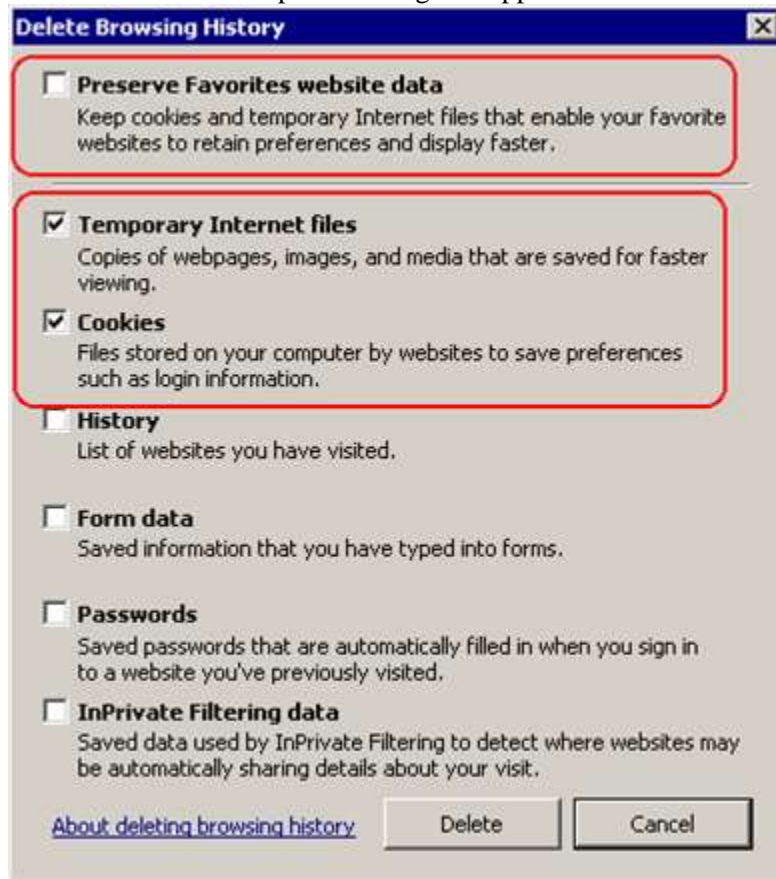 Delete Browsing History
Preserve Favorites website data
Keep cookies and temporary Internet files that enable your favorite
websites to retain preferences and display faster.
Temporary Internet files
Copies of webpages, images, and media that are saved for faster
viewing.
Cookies
Files stored on your computer by websites to save preferences
such as login information.
History
List of websites you have visited.
Form data
Saved information that you have typed into forms.
Passwords
Saved passwords that are automatically filled in when you sign in
to a website you've previously visited.
InPrivate Filtering data
Saved data used by InPrivate Filtering to detect where websites may
be automatically sharing details about your visit.
About deleting browsing history
Delete
Cancel